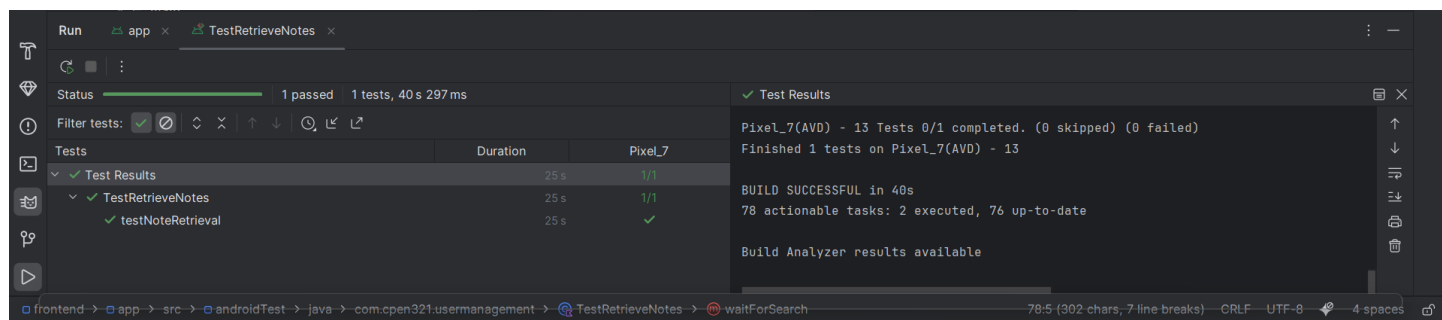 Run app TestRetrieveNotes
Status 1 passed 1 tests, 40 s 297 ms
Test Results
Filter tests:
Tests Duration Pixel_7
Test Results 25 s 1/1
TestRetrieveNotes 25 s 1/1
testNoteRetrieval 25 s
Pixel_7(AVD) - 13 Tests 0/1 completed. (0 skipped) (0 failed)
Finished 1 tests on Pixel_7(AVD) - 13
BUILD SUCCESSFUL in 40s
78 actionable tasks: 2 executed, 76 up-to-date
Build Analyzer results available
frontend > app > src > androidTest > java > com.cpen321.usermanagement > TestRetrieveNotes > waitForSearch 78:5 (302 chars, 7 line breaks) CRLF UTF-8 4 spaces